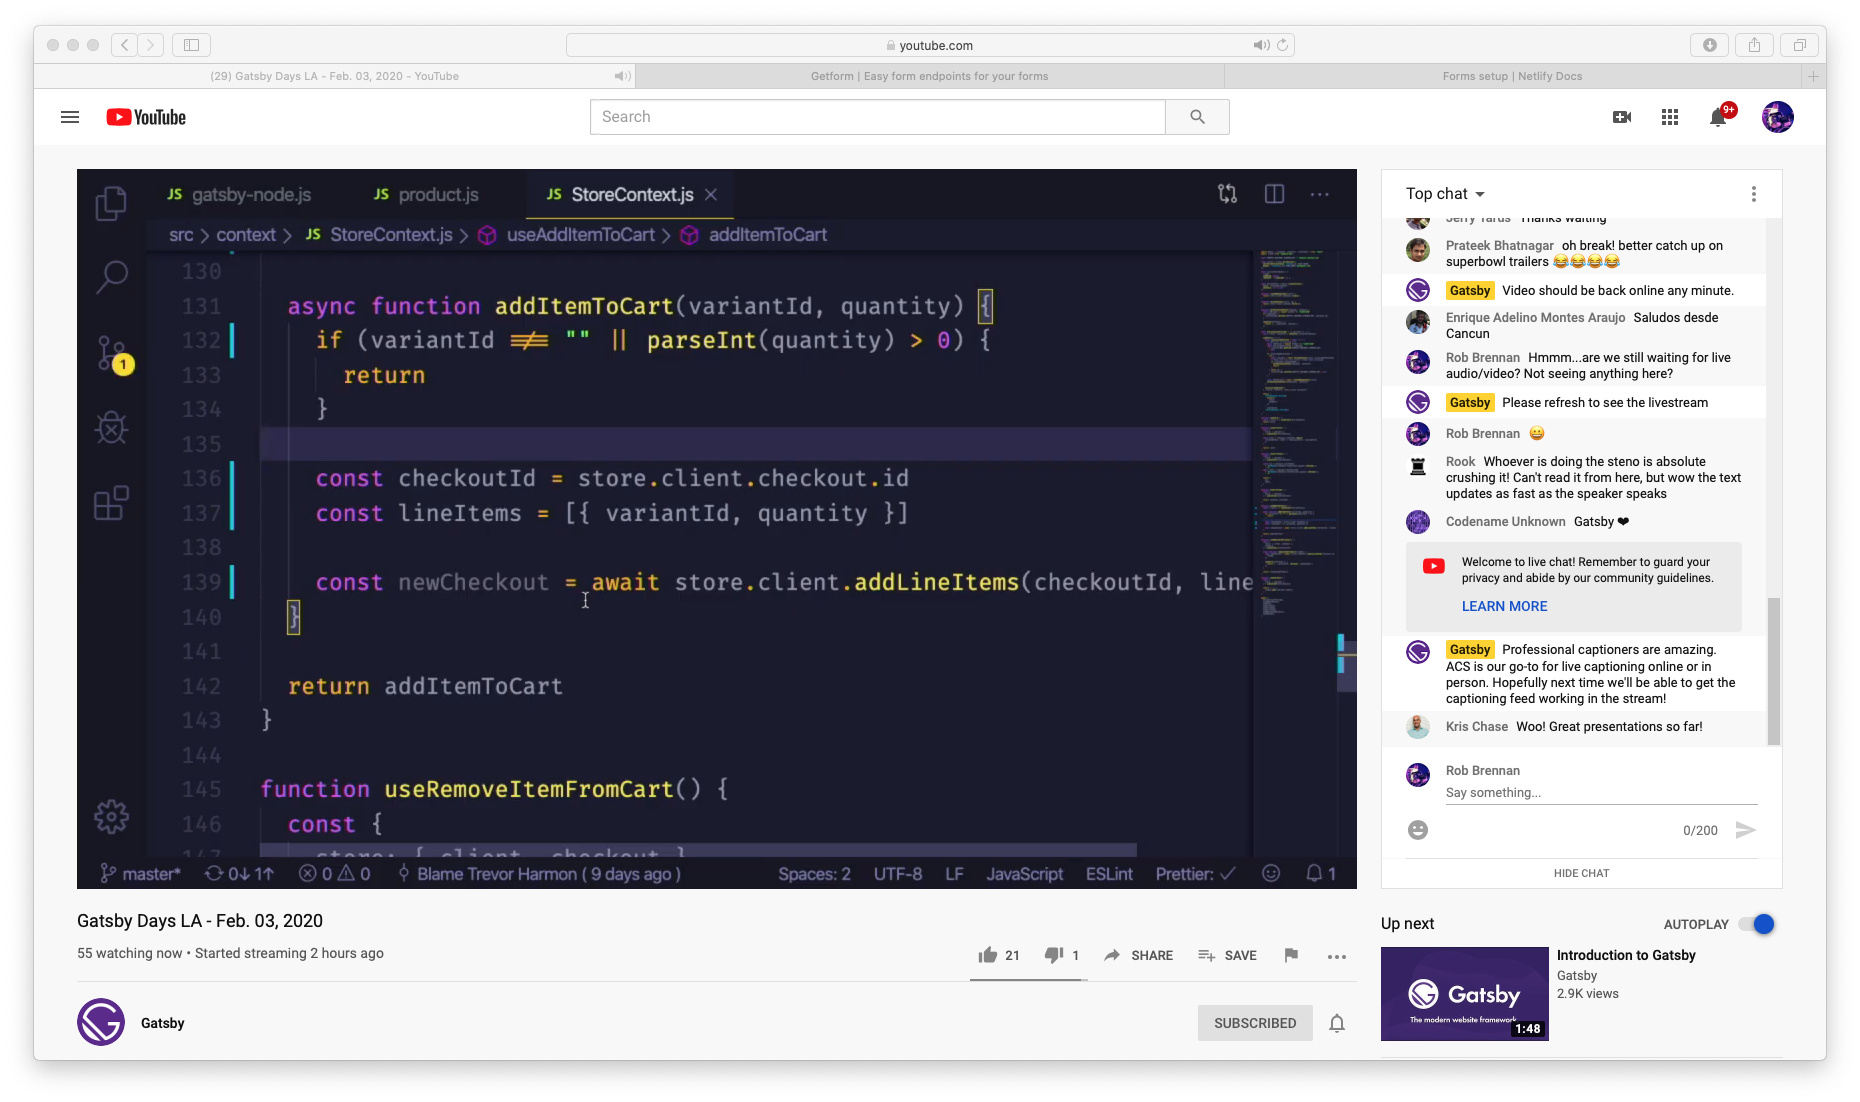 youtube.com
(29) Gatsby Days LA - Feb. 03, 2020 - YouTube
Getform | Easy form endpoints for your forms
Forms setup | Netlify Docs
YouTube
Search
9+
JS gatsby-node.js
JS product.js
JS StoreContext.js
src > context > JS StoreContext.js > useAddItemToCart > addItemToCart
130
131 async function addItemToCart(variantId, quantity) {
132 if (variantId !== "" || parseInt(quantity) > 0) {
133 return
134 }
135
136 const checkoutId = store.client.checkout.id
137 const lineItems = [{ variantId, quantity }]
138
139 const newCheckout = await store.client.addLineItems(checkoutId, line
140 }
141
142 return addItemToCart
143 }
144
145 function useRemoveItemFromCart() {
146 const {
147 store: { client, checkout }
1
master* 0↓ 1↑ 0 0 Blame Trevor Harmon ( 9 days ago ) Spaces: 2 UTF-8 LF JavaScript ESLint Prettier: ✓ 1
Gatsby Days LA - Feb. 03, 2020
55 watching now • Started streaming 2 hours ago
21 1 SHARE SAVE
Gatsby
SUBSCRIBED
Top chat
Jerry Tarus Thanks waiting
Prateek Bhatnagar oh break! better catch up on
superbowl trailers 😂😂😂😂
Gatsby Video should be back online any minute.
Enrique Adelino Montes Araujo Saludos desde
Cancun
Rob Brennan Hmmm...are we still waiting for live
audio/video? Not seeing anything here?
Gatsby Please refresh to see the livestream
Rob Brennan 😀
Rook Whoever is doing the steno is absolute
crushing it! Can't read it from here, but wow the text
updates as fast as the speaker speaks
Codename Unknown Gatsby ❤
Welcome to live chat! Remember to guard your
privacy and abide by our community guidelines.
LEARN MORE
Gatsby Professional captioners are amazing.
ACS is our go-to for live captioning online or in
person. Hopefully next time we'll be able to get the
captioning feed working in the stream!
Kris Chase Woo! Great presentations so far!
Rob Brennan
Say something...
0/200
HIDE CHAT
Up next
AUTOPLAY
Gatsby
The modern website framework
1:48
Introduction to Gatsby
Gatsby
2.9K views